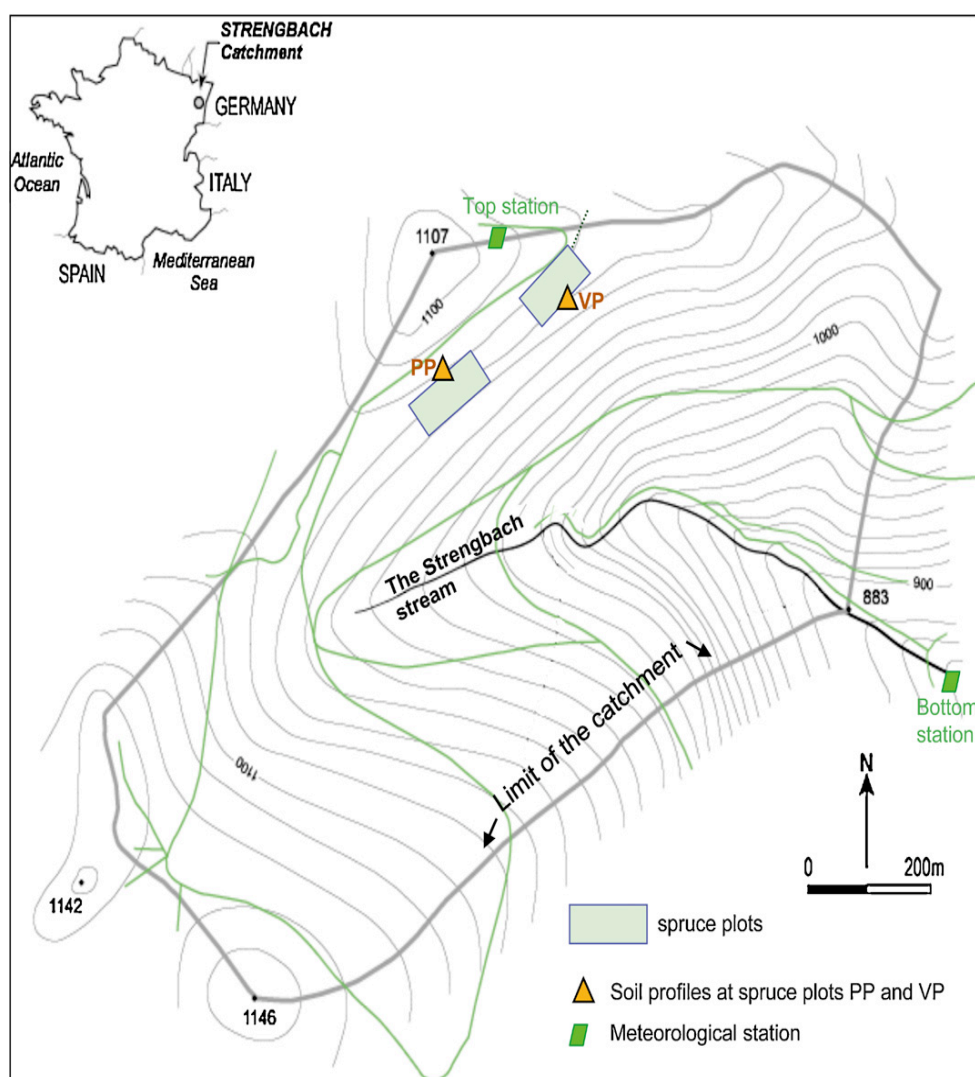 STRENGBACH
Catchment
GERMANY
Atlantic
Ocean
ITALY
SPAIN
Mediterranean
Sea
Top station
1107
1100
VP
PP
1000
The Strengbach
stream
900
883
Bottom
station
Limit of the catchment
1100
N
0 200m
1142
1146
spruce plots
Soil profiles at spruce plots PP and VP
Meteorological station